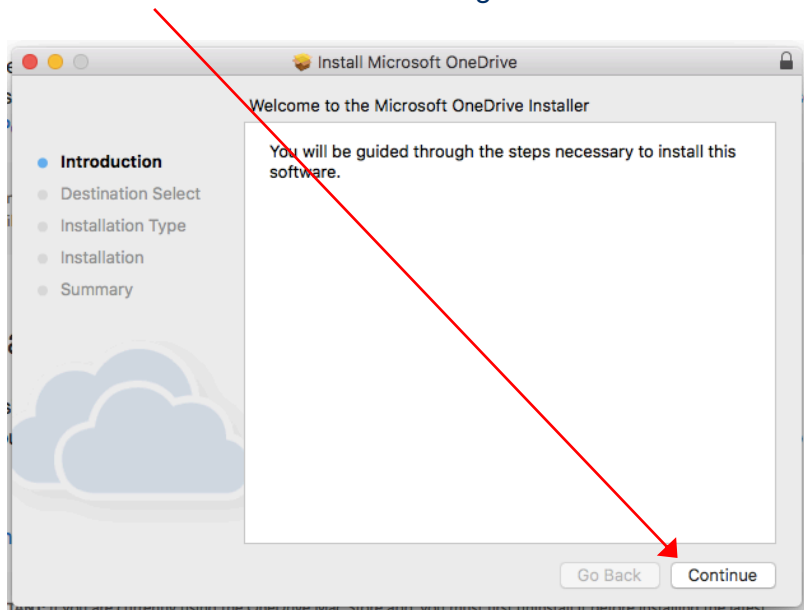 Install Microsoft OneDrive
Welcome to the Microsoft OneDrive Installer
Introduction
Destination Select
Installation Type
Installation
Summary
You will be guided through the steps necessary to install this
software.
Go Back
Continue